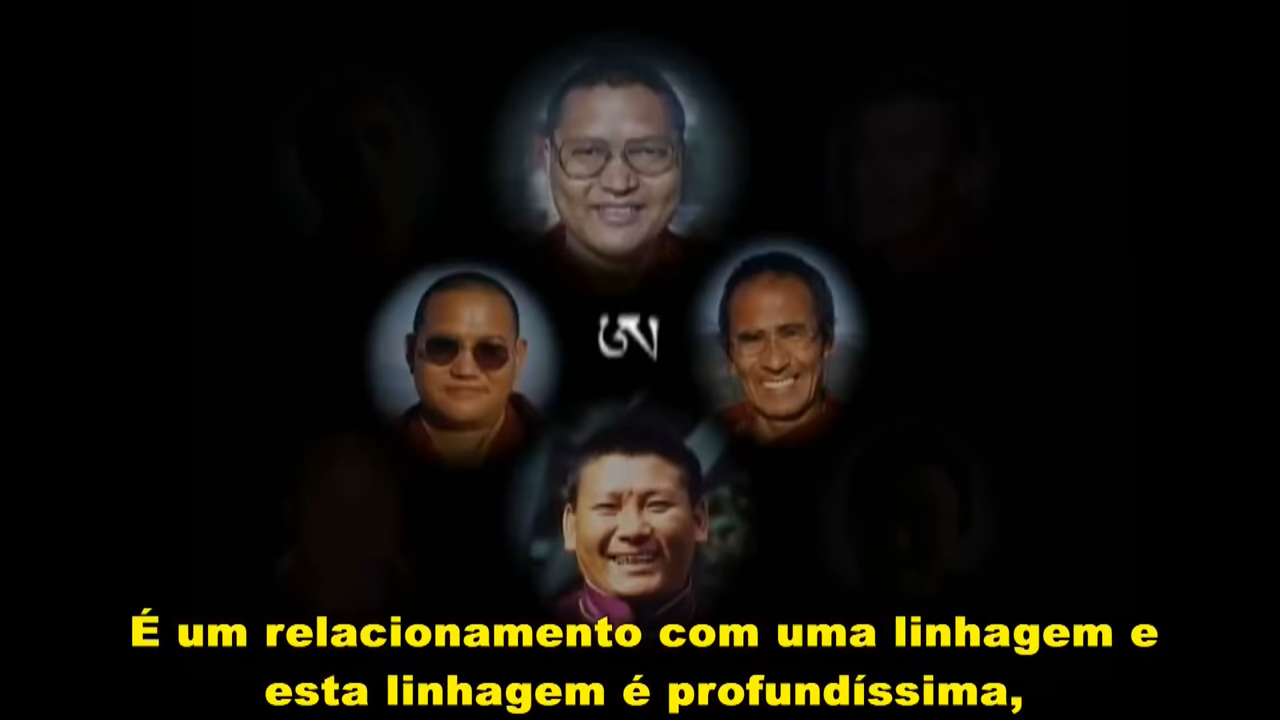 ཨ
É um relacionamento com uma linhagem e
esta linhagem é profundíssima,